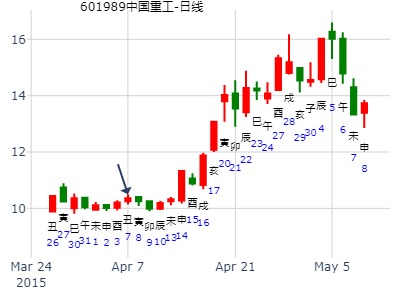 601989中国重工-日线
16
14
12
10
丑
26
寅
27
巳
30
午
31
未
1
申
2
酉
3
丑
7
寅
8
卯
9
辰
10
未
13
申
14
酉
15
戌
16
亥
17
寅
20
卯
21
辰
22
巳
23
午
24
酉
27
戌
28
亥
29
子
30
辰
4
巳
5
午
6
未
7
申
8
Mar 24
2015
Apr 7
Apr 21
May 5